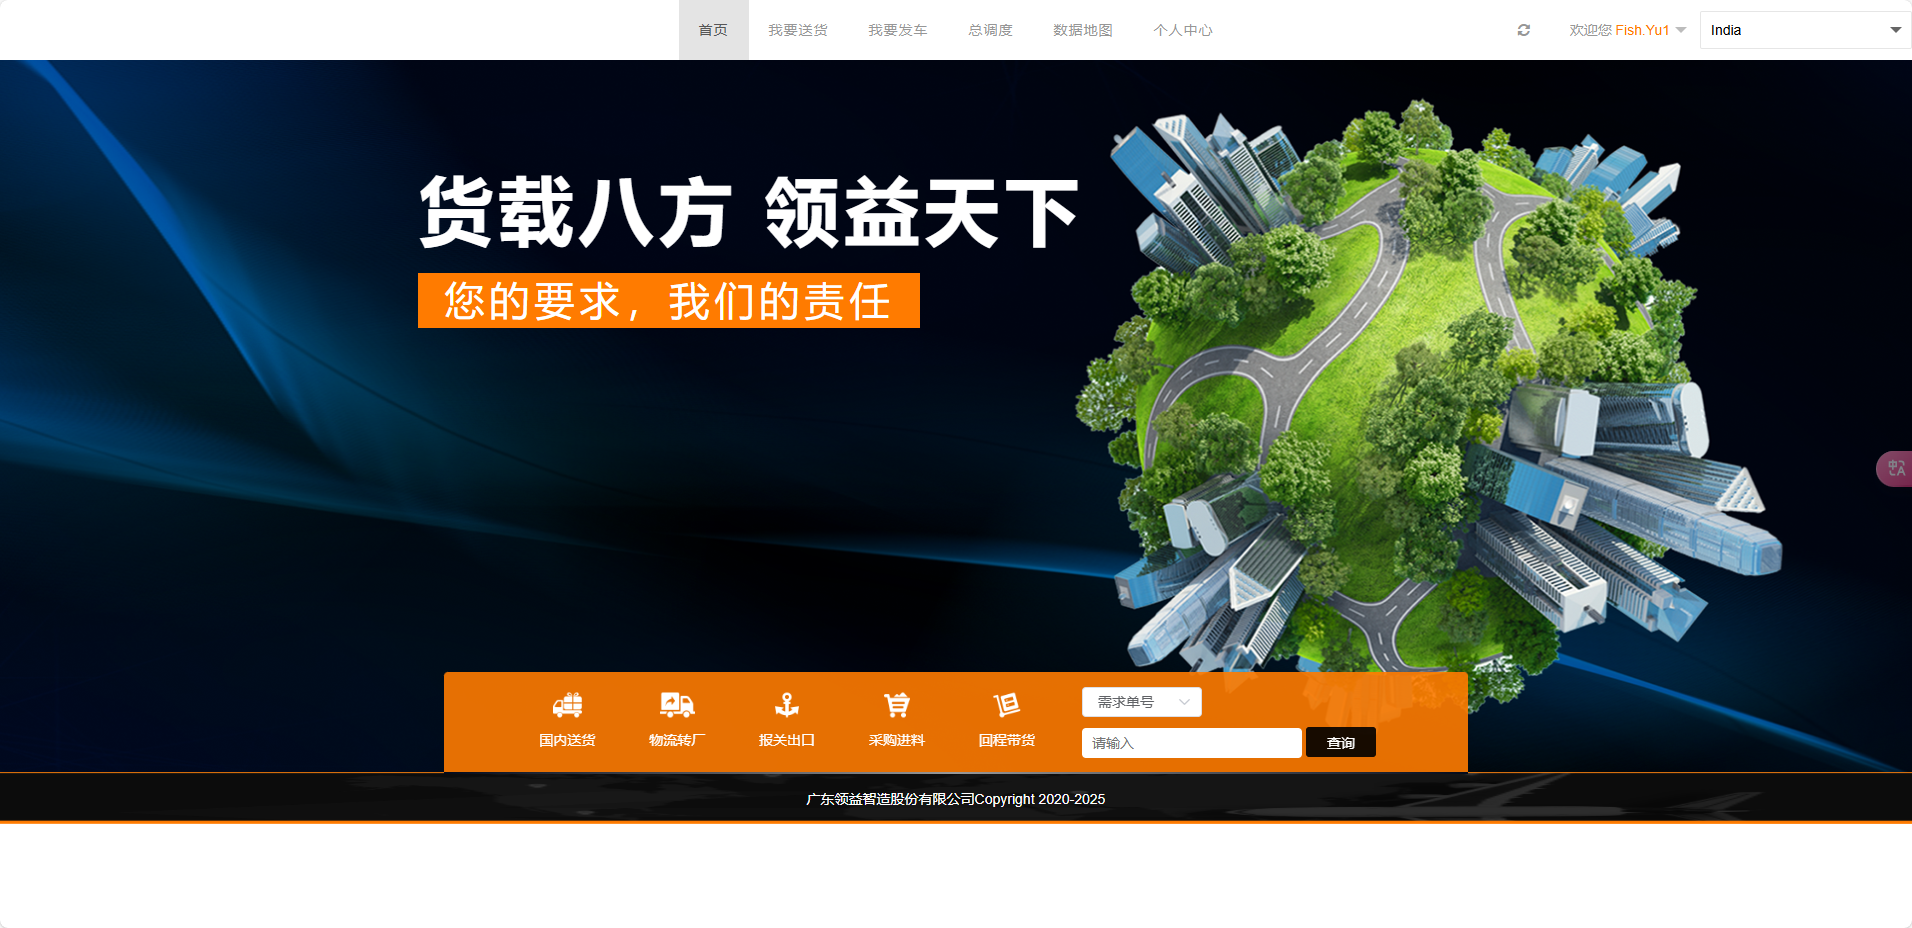 首页 我要送货 我要发车 总调度 数据地图 个人中心 欢迎您 Fish.Yu1 India
货载八方 领益天下
您的要求，我们的责任
中 A
需求单号
国内送货 物流转厂 报关出口 采购进料 回程带货
请输入 查询
广东领益智造股份有限公司Copyright 2020-2025